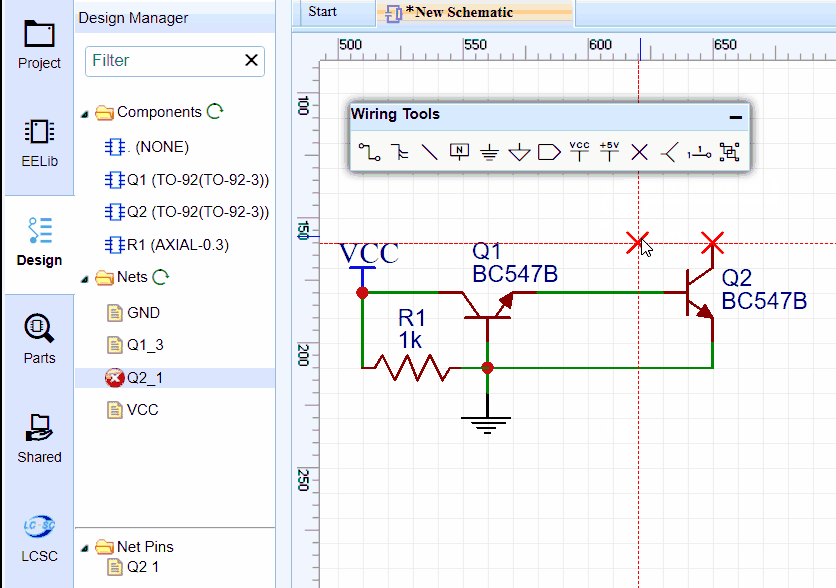 Project
EELib
Design
Parts
Shared
LC-SC
LCSC
Design Manager
Filter
Components
. (NONE)
Q1 (TO-92(TO-92-3))
Q2 (TO-92(TO-92-3))
R1 (AXIAL-0.3)
Nets
GND
Q1_3
Q2_1
VCC
Net Pins
Q2 1
Start
*New Schematic
500 550 600 650
100
150
200
250
Wiring Tools
N VCC +5V 1
VCC
Q1
BC547B
Q2
BC547B
R1
1k